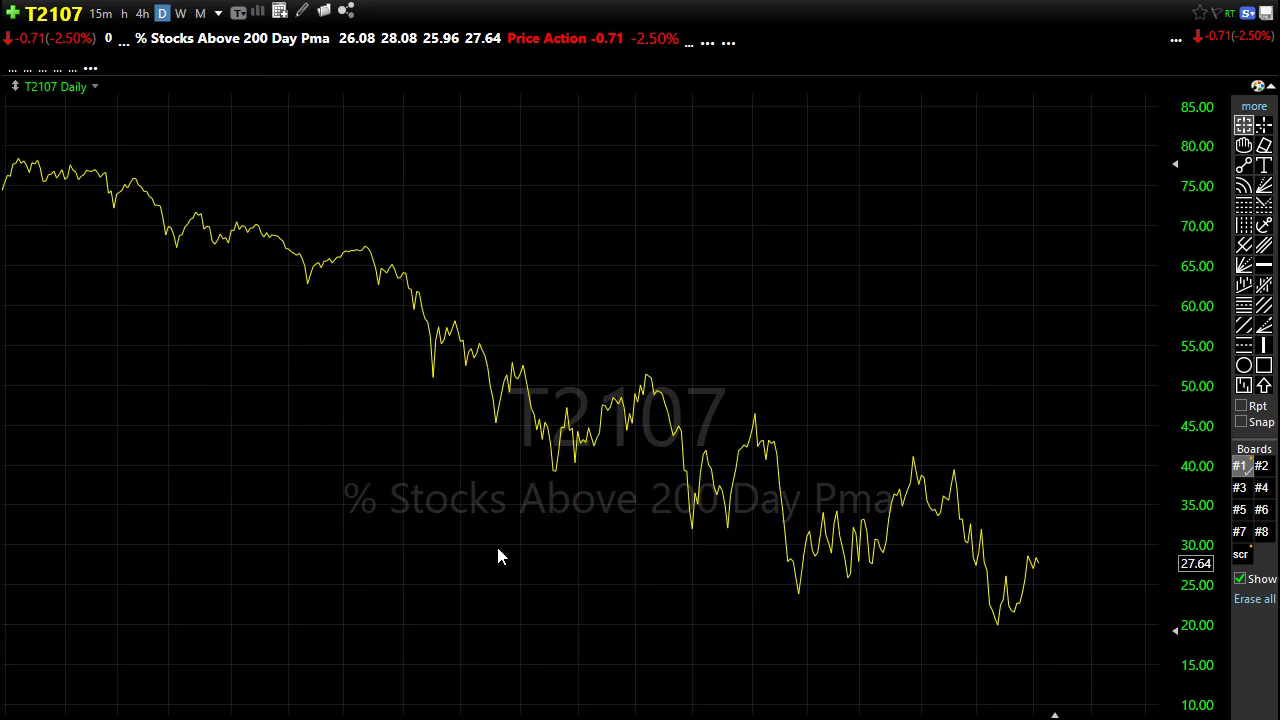 T2107 15m h 4h D W M T RT S
-0.71(-2.50%) 0 ... % Stocks Above 200 Day Pma 26.08 28.08 25.96 27.64 Price Action -0.71 -2.50% ... ... ... ... -0.71(-2.50%)
... ... ... ... ... ...
T2107 Daily
85.00
80.00
75.00
70.00
65.00
60.00
55.00
50.00
45.00
40.00
35.00
30.00
27.64
25.00
20.00
15.00
10.00
T2107
% Stocks Above 200 Day Pma
more
T
Rpt
Snap
Boards
#1 #2
#3 #4
#5 #6
#7 #8
scr
Show
Erase all